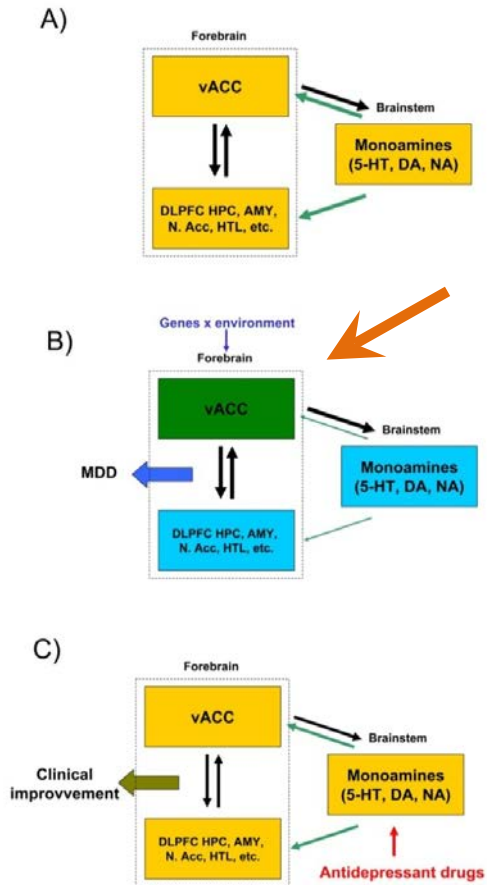 A)
Forebrain
vACC
Brainstem
Monoamines
(5-HT, DA, NA)
DLPFC HPC, AMY,
N. Acc, HTL, etc.
B)
Genes x environment
Forebrain
vACC
Brainstem
MDD
Monoamines
(5-HT, DA, NA)
DLPFC HPC, AMY,
N. Acc, HTL, etc.
C)
Forebrain
vACC
Brainstem
Clinical
improvvement
Monoamines
(5-HT, DA, NA)
DLPFC HPC, AMY,
N. Acc, HTL, etc.
Antidepressant drugs